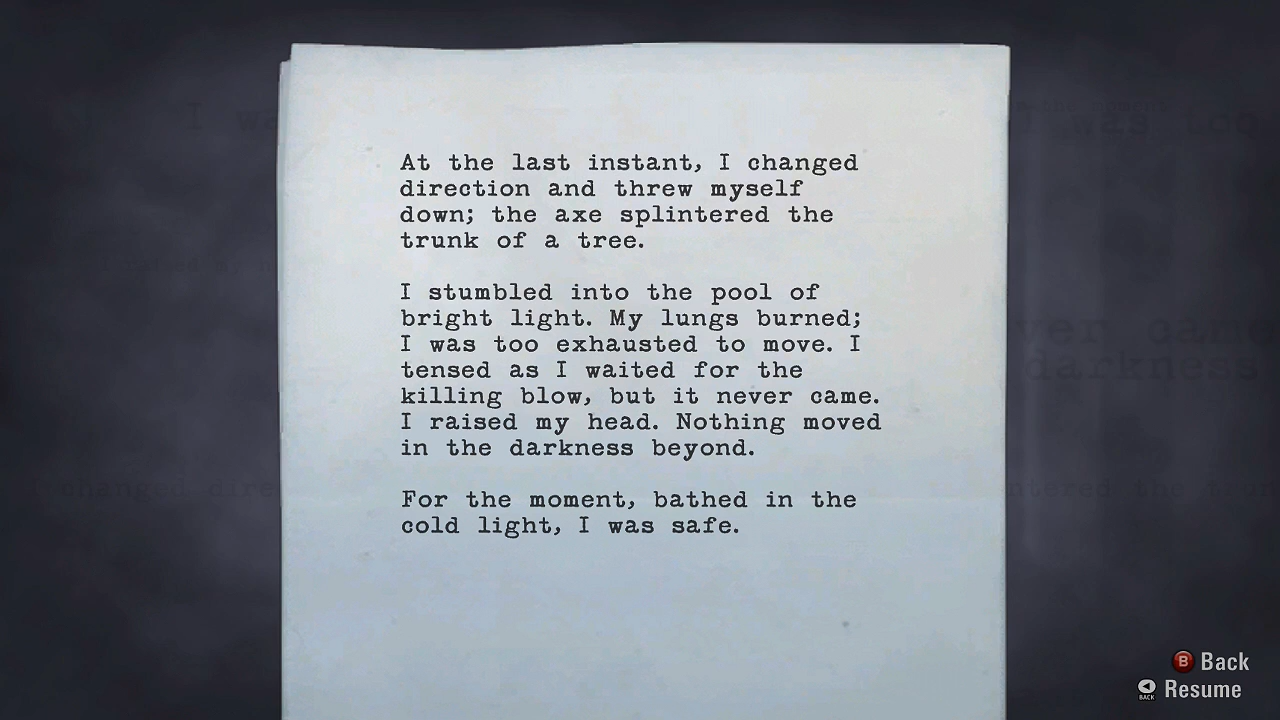 At the last instant, I changed
direction and threw myself
down; the axe splintered the
trunk of a tree.
I stumbled into the pool of
bright light. My lungs burned;
I was too exhausted to move. I
tensed as I waited for the
killing blow, but it never came.
I raised my head. Nothing moved
in the darkness beyond.
For the moment, bathed in the
cold light, I was safe.
B Back
BACK Resume